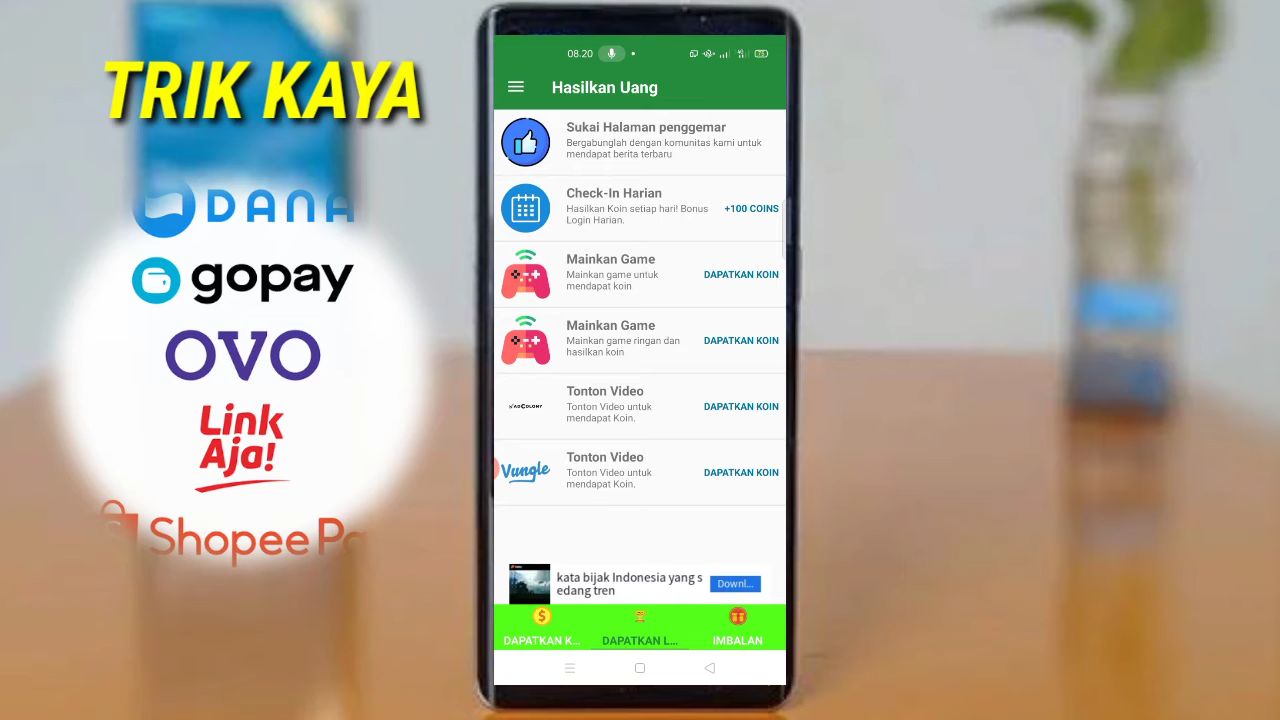 TRIK KAYA
DANA
gopay
OVO
Link
Aja!
Shopee Pa
08.20
Hasilkan Uang
Sukai Halaman penggemar
Bergabunglah dengan komunitas kami untuk
mendapat berita terbaru
Check-In Harian
Hasilkan Koin setiap hari! Bonus
Login Harian.
+100 COINS
Mainkan Game
Mainkan game untuk
mendapat koin
DAPATKAN KOIN
Mainkan Game
Mainkan game ringan dan
hasilkan koin
DAPATKAN KOIN
ADCOLONY
Tonton Video
Tonton Video untuk
mendapat Koin.
DAPATKAN KOIN
Vungle
Tonton Video
Tonton Video untuk
mendapat Koin.
DAPATKAN KOIN
kata bijak Indonesia yang s
edang tren
Downl...
DAPATKAN K...
DAPATKAN L...
IMBALAN